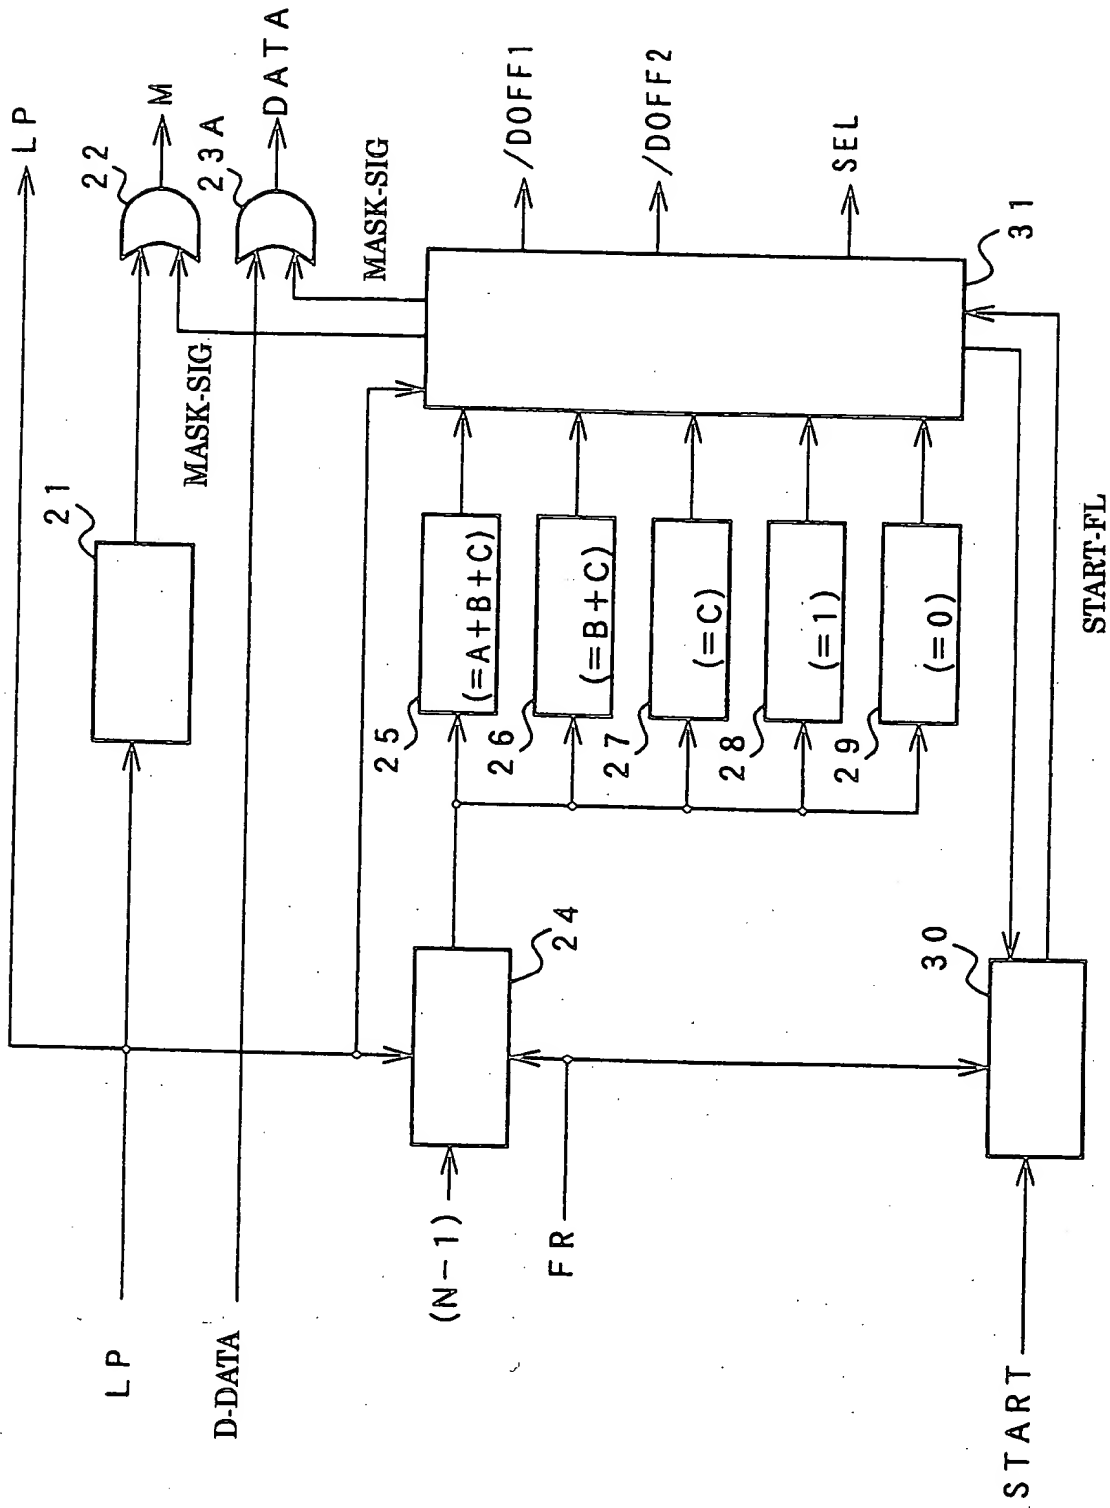 LP
22
M
23A
DATA
MASK-SIG
MASK-SIG
21
/DOFF1
/DOFF2
SEL
31
25
(=A+B+C)
26
(=B+C)
27
(=C)
28
(=1)
29
(=0)
24
30
START-FL
LP
D-DATA
(N-1)
FR
START